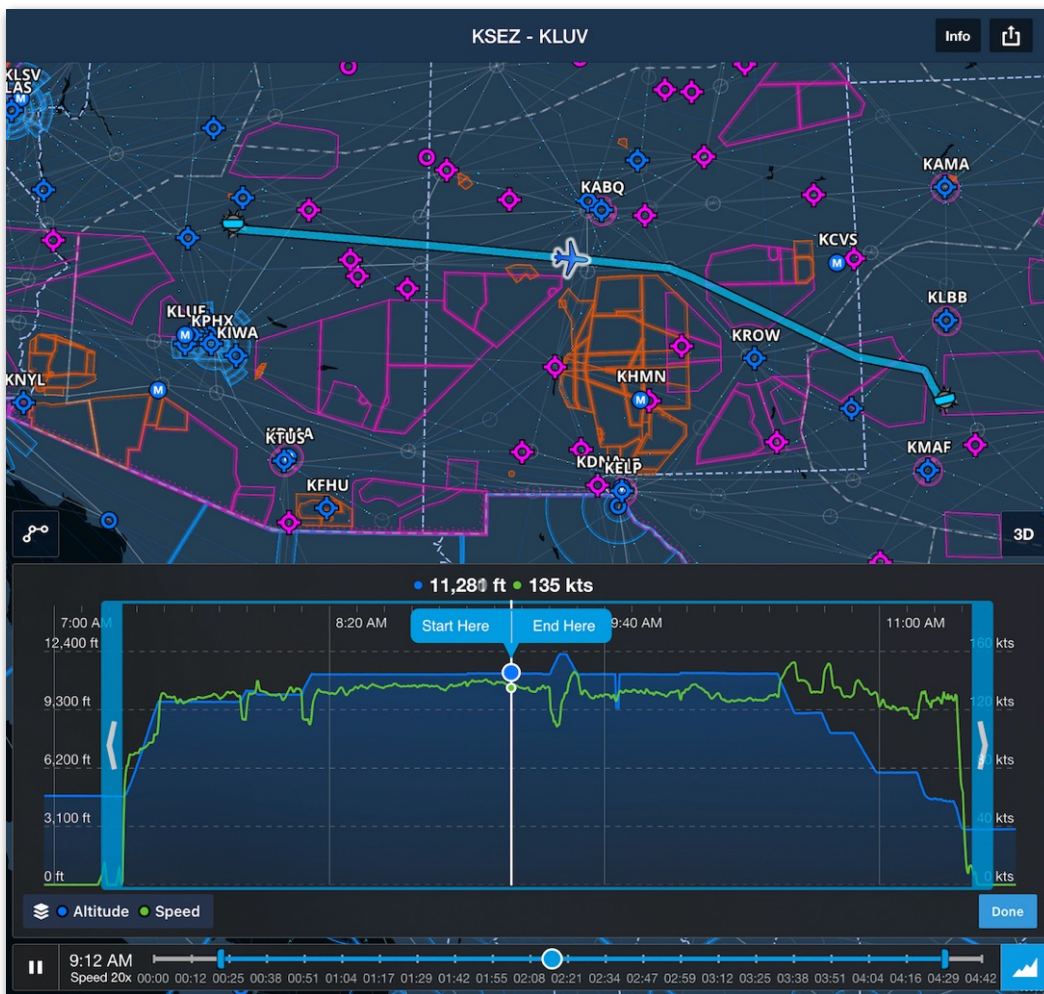 KSEZ - KLUV
Info
KLSV
LAS
M
KABQ
KAMA
KCVS
M
KLUF
KPHX
M
KIWA
KLBB
KROW
KNYL
M
KHMN
M
KTUS
KDNA
KELP
KMAF
KFHU
3D
11,280 ft 135 kts
7:00 AM 8:20 AM Start Here End Here 9:40 AM 11:00 AM
12,400 ft 160 kts
9,300 ft 120 kts
6,200 ft kts
3,100 ft 40 kts
0 ft 0 kts
Altitude Speed Done
9:12 AM
Speed 20x 00:00 00:12 00:25 00:38 00:51 01:04 01:17 01:29 01:42 01:55 02:08 02:21 02:34 02:47 02:59 03:12 03:25 03:38 03:51 04:04 04:16 04:29 04:42